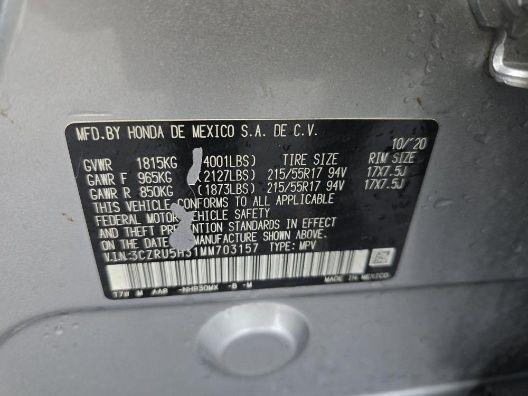 MFD.BY HONDA DE MEXICO S.A. DE C.V.
10/20
GVWR 1815KG (4001LBS) TIRE SIZE RIM SIZE
GAWR F 965KG (2127LBS) 215/55R17 94V 17X7.5J
GAWR R 850KG (1873LBS) 215/55R17 94V 17X7.5J
THIS VEHICLE CONFORMS TO ALL APPLICABLE
FEDERAL MOTOR VEHICLE SAFETY
AND THEFT PREVENTION STANDARDS IN EFFECT
ON THE DATE OF MANUFACTURE SHOWN ABOVE.
V.I.N:3CZRU5H31MM703157 TYPE: MPV
AAB -NH830MX -B -M
MADE IN MEXICO